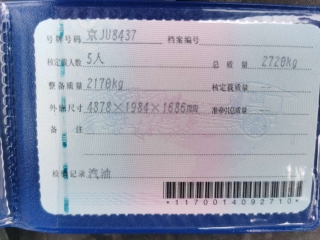 号牌号码 京JU8437 档案编号
核定载人数 5人 总质量 2720kg
整备质量 2170kg 核定载质量
外廓尺寸 4878×1984×1686mm 准牵引总质量
备注
检验记录 汽油
*1170014092710*